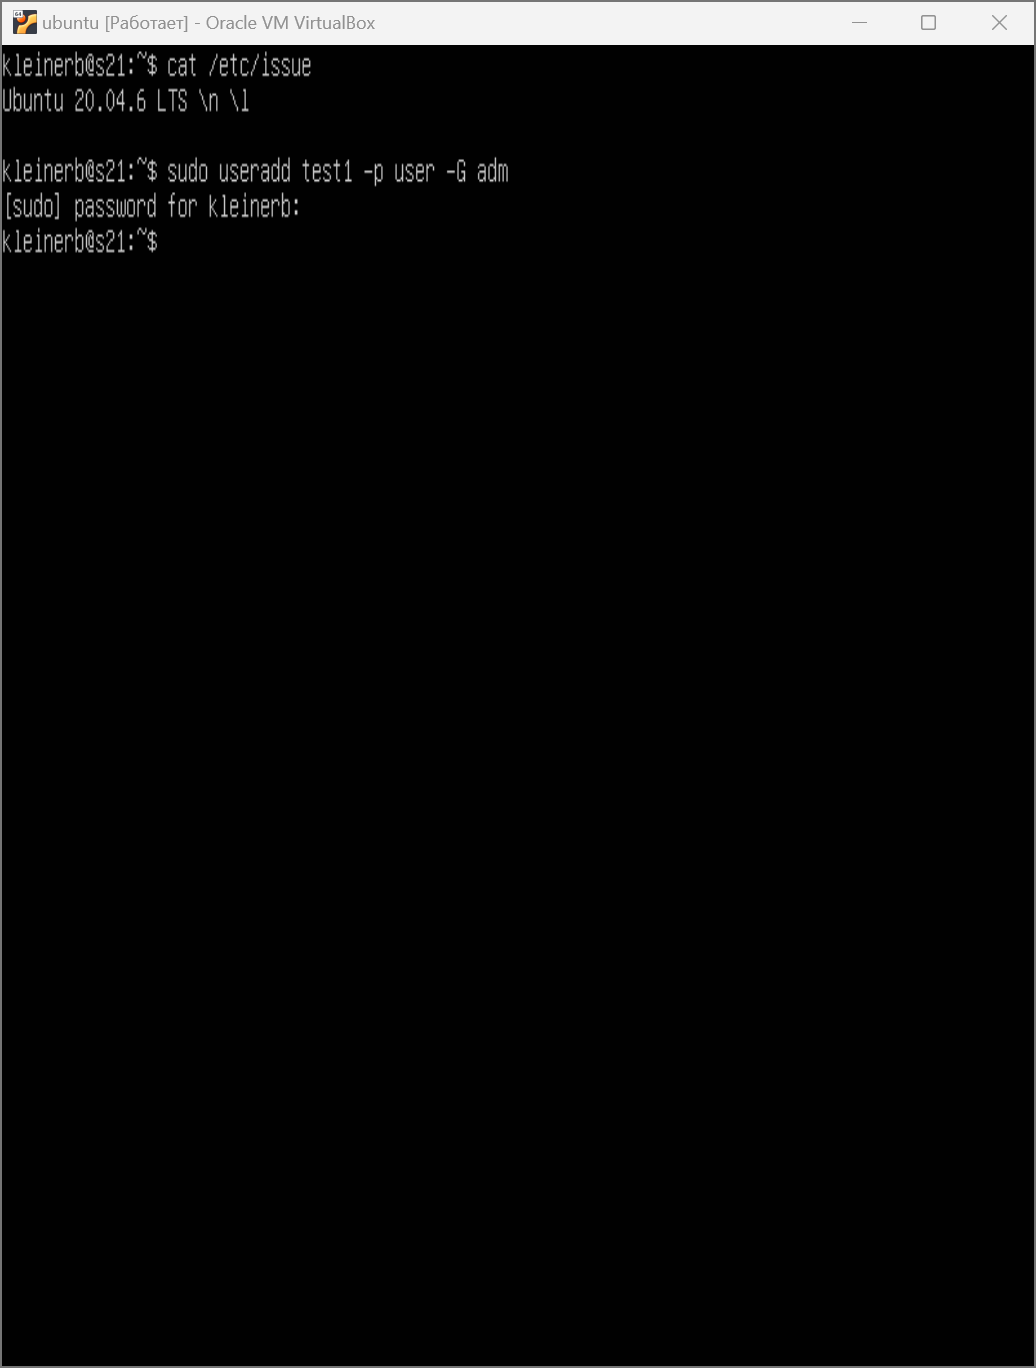 ubuntu [Работает] - Oracle VM VirtualBox
kleinerb@s21:~$ cat /etc/issue
Ubuntu 20.04.6 LTS \n \l
kleinerb@s21:~$ sudo useradd test1 -p user -G adm
[sudo] password for kleinerb:
kleinerb@s21:~$